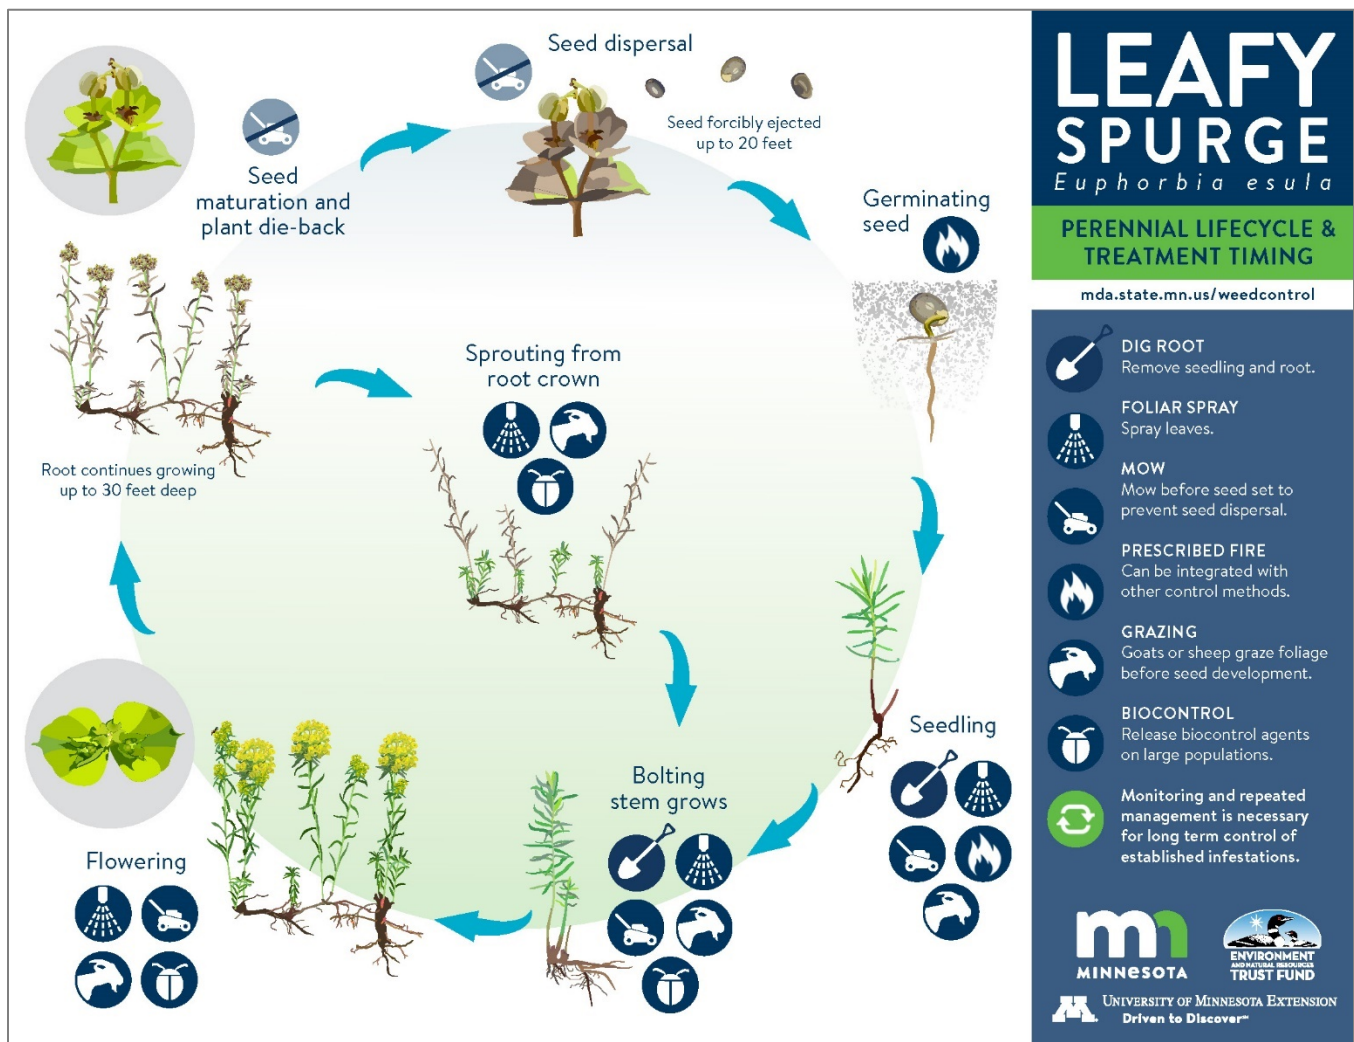 Seed dispersal
Seed forcibly ejected
up to 20 feet
Seed
maturation and
plant die-back
Germinating
seed
Sprouting from
root crown
Root continues growing
up to 30 feet deep
Seedling
Bolting
stem grows
Flowering
LEAFY
SPURGE
Euphorbia esula
PERENNIAL LIFECYCLE &
TREATMENT TIMING
mda.state.mn.us/weedcontrol
DIG ROOT
Remove seedling and root.
FOLIAR SPRAY
Spray leaves.
MOW
Mow before seed set to
prevent seed dispersal.
PRESCRIBED FIRE
Can be integrated with
other control methods.
GRAZING
Goats or sheep graze foliage
before seed development.
BIOCONTROL
Release biocontrol agents
on large populations.
Monitoring and repeated
management is necessary
for long term control of
established infestations.
mn
MINNESOTA
ENVIRONMENT
AND NATURAL RESOURCES
TRUST FUND
M
UNIVERSITY OF MINNESOTA EXTENSION
Driven to Discover℠